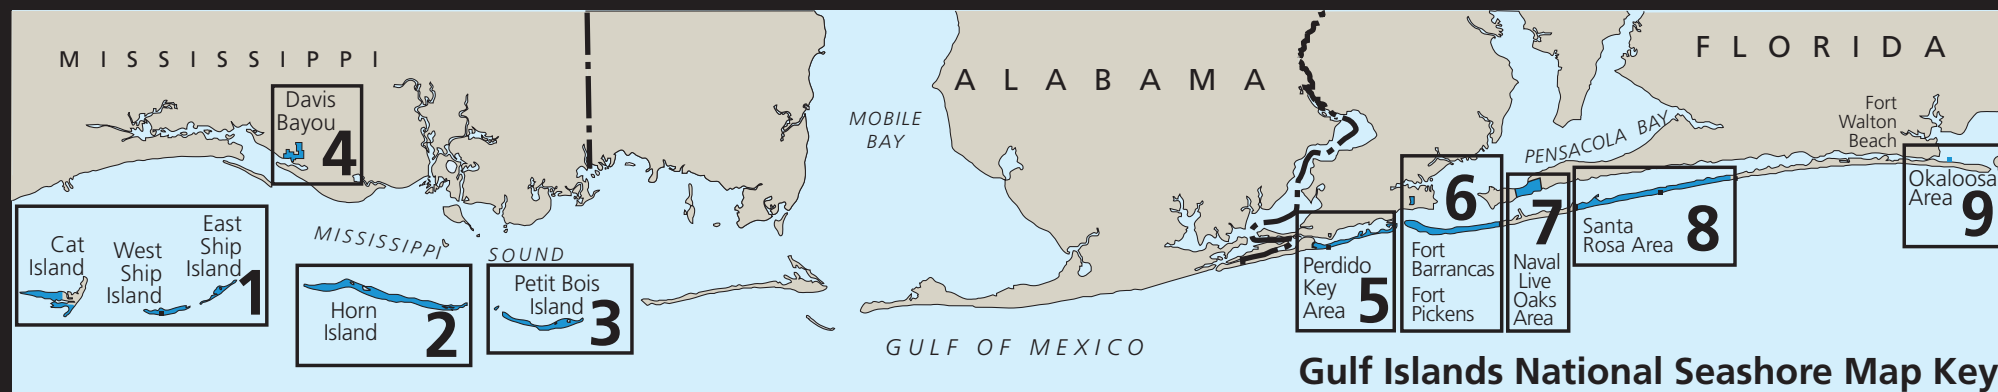 MISSISSIPPI
ALABAMA
FLORIDA
Davis
Bayou
4
MOBILE
BAY
PENSACOLA BAY
Fort
Walton
Beach
Cat
Island
West
Ship
Island
East
Ship
Island
1
MISSISSIPPI SOUND
Horn
Island
2
Petit Bois
Island
3
GULF OF MEXICO
Perdido
Key
Area
5
6
Fort
Barrancas
Fort
Pickens
7
Naval
Live
Oaks
Area
Santa
Rosa Area
8
Okaloosa
Area
9
Gulf Islands National Seashore Map Key